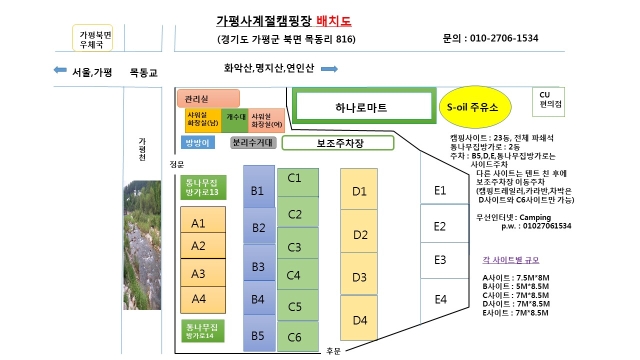 가평사계절캠핑장 배치도
(경기도 가평군 북면 목동리 816)
문의 : 010-2706-1534
가평북면
우체국
서울,가평
목동교
화악산,명지산,연인산
관리실
샤워실
화장실(남)
개수대
샤워실
화장실(여)
방방이
분리수거대
보조주차장
하나로마트
S-oil 주유소
CU
편의점
가평천
정문
통나무집
방가로13
A1
A2
A3
A4
통나무집
방가로14
B1
B2
B3
B4
B5
C1
C2
C3
C4
C5
C6
D1
D2
D3
D4
E1
E2
E3
E4
후문
캠핑사이트 : 23동, 전체 파쇄석
통나무방가로 : 2동
주차 : B5,D,E,통나무방가로는
사이드주차
다른 사이트는 텐트 친 후에
보조주차장 이동주차
(캠핑트레일러,카라반,차박은
D사이트와 C6사이트만 가능)
무선인터넷 : Camping
p.w. : 01027061534
각 사이트별 규모
A사이트 : 7.5M*8M
B사이트 : 5M*8.5M
C사이트 : 7M*8.5M
D사이트 : 7M*8.5M
E사이트 : 7M*8.5M